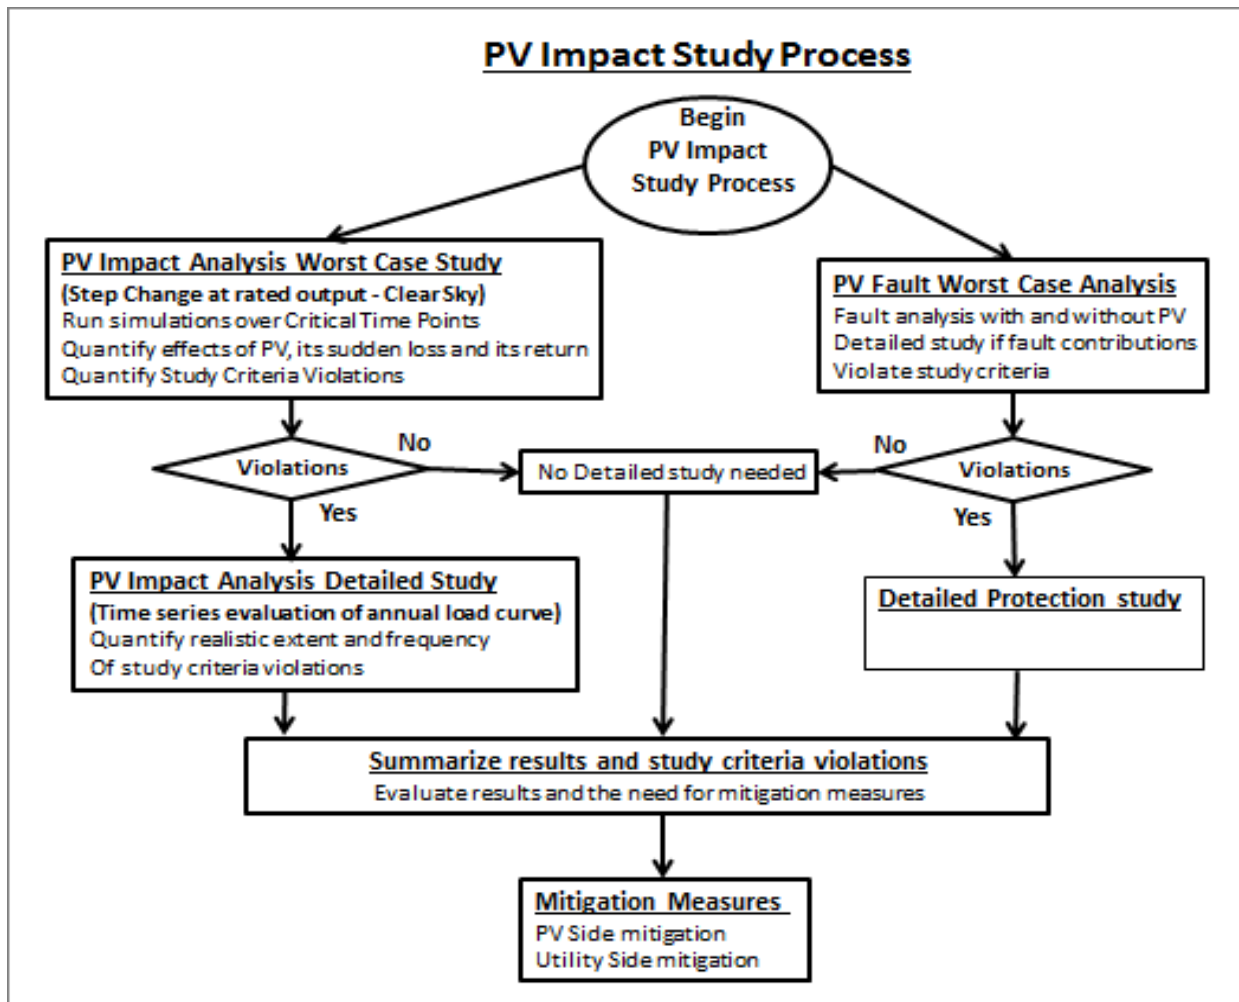 PV Impact Study Process
Begin
PV Impact
Study Process
PV Impact Analysis Worst Case Study
(Step Change at rated output - Clear Sky)
Run simulations over Critical Time Points
Quantify effects of PV, its sudden loss and its return
Quantify Study Criteria Violations
PV Fault Worst Case Analysis
Fault analysis with and without PV
Detailed study if fault contributions
Violate study criteria
Violations
No
Yes
No Detailed study needed
No
Violations
Yes
PV Impact Analysis Detailed Study
(Time series evaluation of annual load curve)
Quantify realistic extent and frequency
Of study criteria violations
Detailed Protection study
Summarize results and study criteria violations
Evaluate results and the need for mitigation measures
Mitigation Measures
PV Side mitigation
Utility Side mitigation